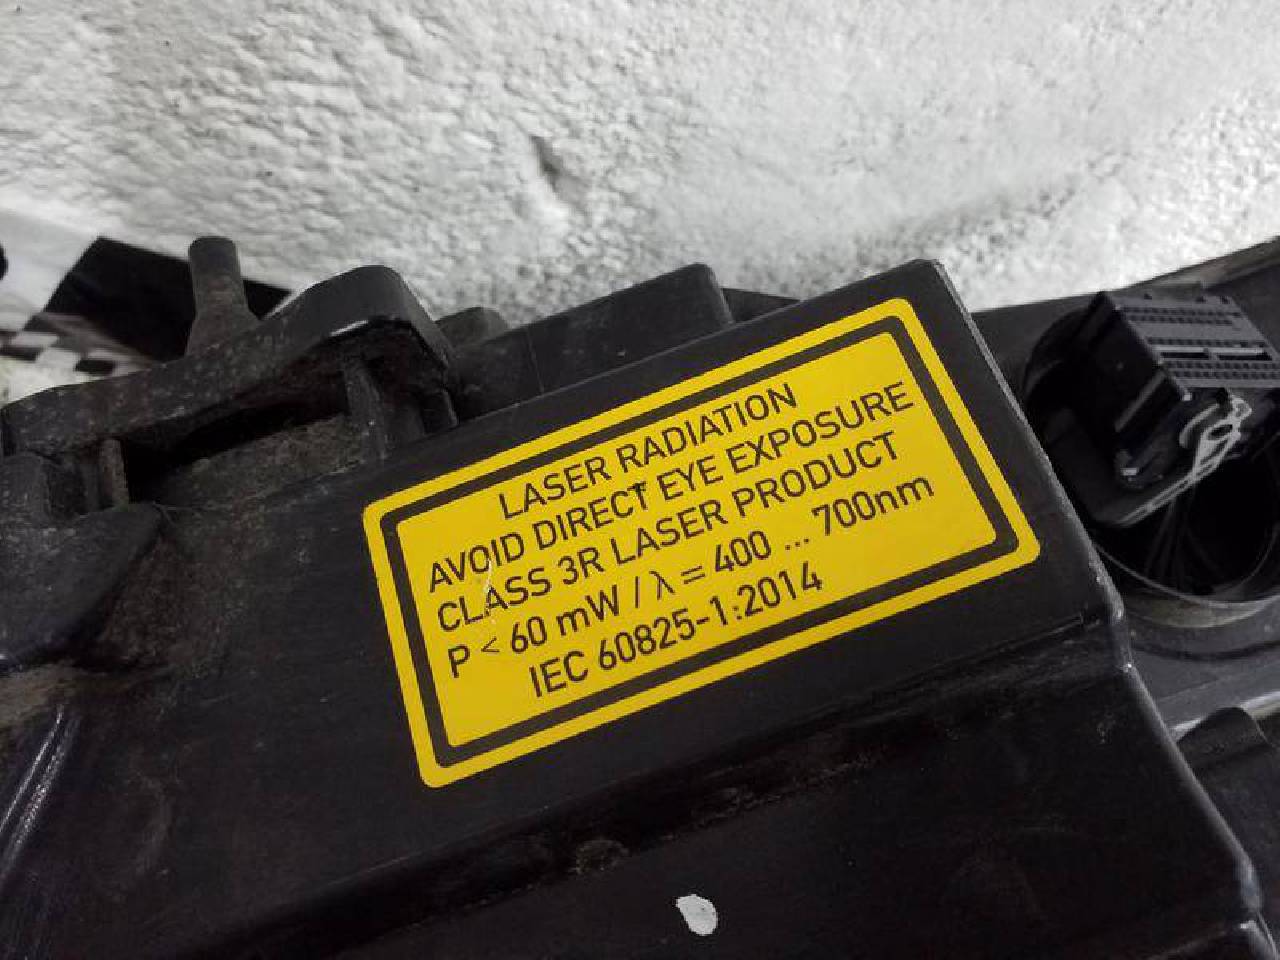 LASER RADIATION
AVOID DIRECT EYE EXPOSURE
CLASS 3R LASER PRODUCT
P < 60 mW / λ = 400 ... 700nm
IEC 60825-1:2014